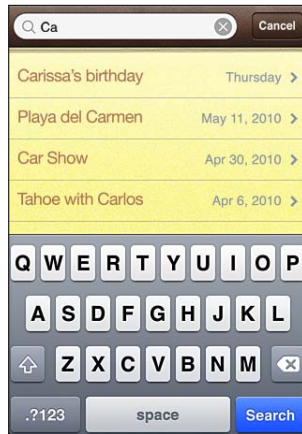 Ca Cancel
Carissa's birthday Thursday
Playa del Carmen May 11, 2010
Car Show Apr 30, 2010
Tahoe with Carlos Apr 6, 2010
Q W E R T Y U I O P
A S D F G H J K L
Z X C V B N M
.?123 space Search